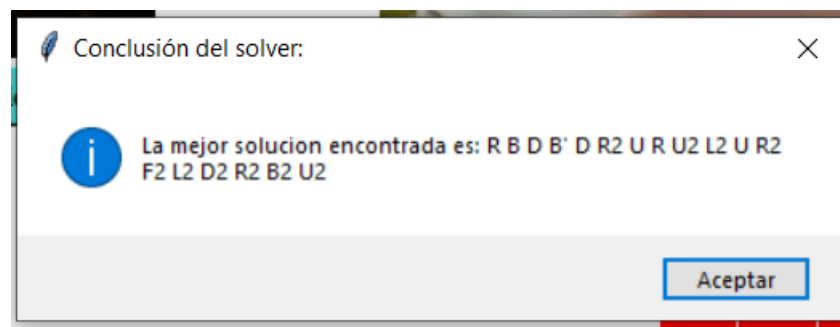 Conclusión del solver:
La mejor solucion encontrada es: R B D B' D R2 U R U2 L2 U R2
F2 L2 D2 R2 B2 U2
Aceptar